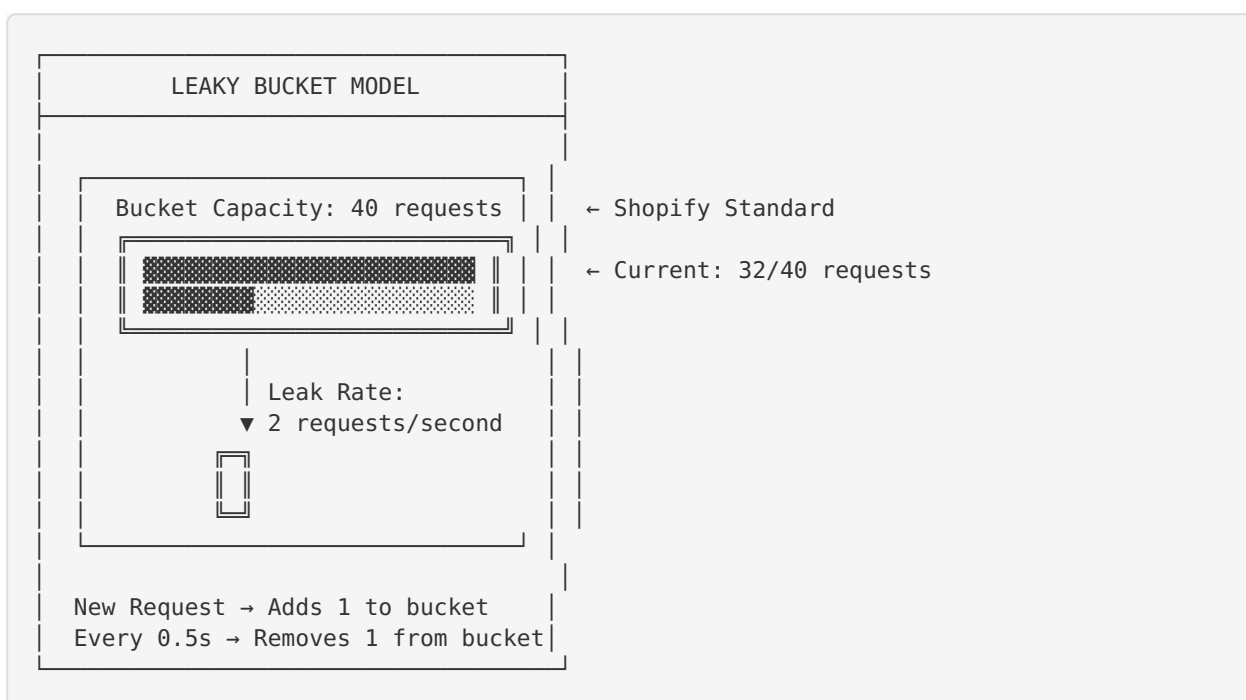 LEAKY BUCKET MODEL
Bucket Capacity: 40 requests ← Shopify Standard
← Current: 32/40 requests
Leak Rate:
▼ 2 requests/second
New Request → Adds 1 to bucket
Every 0.5s → Removes 1 from bucket